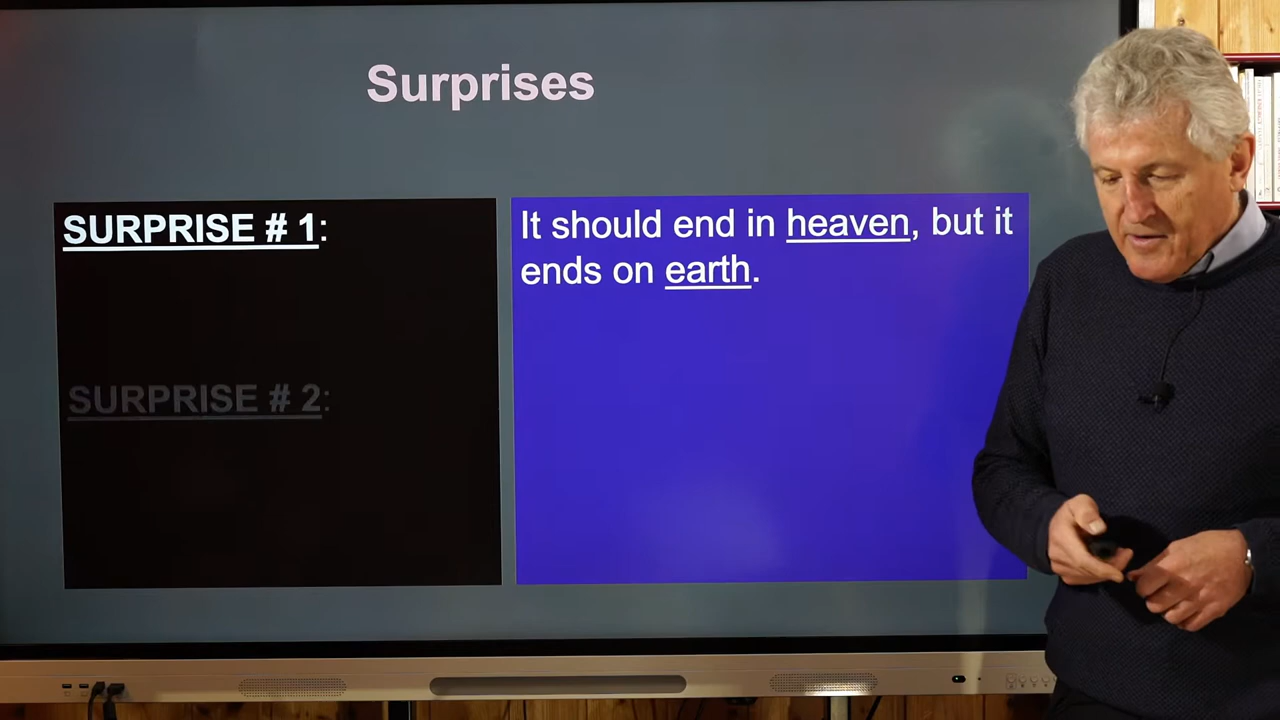 Surprises
SURPRISE # 1:
It should end in heaven, but it
ends on earth.
SURPRISE # 2: